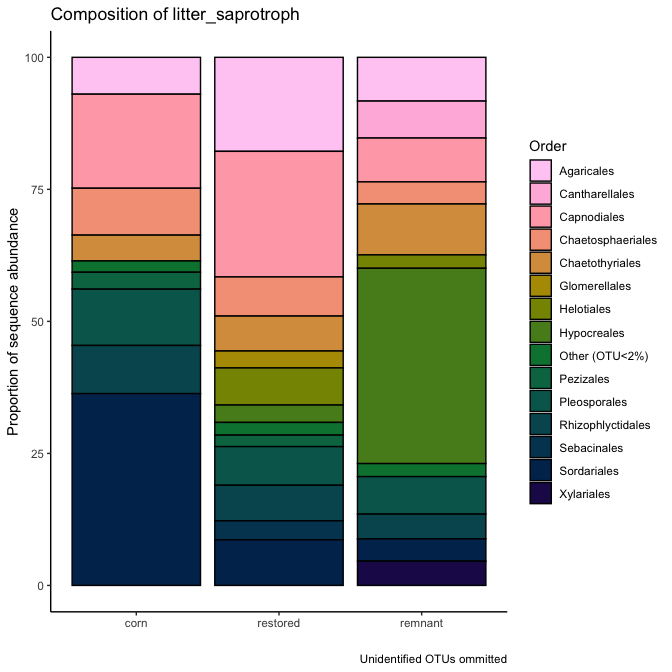 Composition of litter_saprotroph
Proportion of sequence abundance
100
75
50
25
0
corn
restored
remnant
Order
Agaricales
Cantharellales
Capnodiales
Chaetosphaeriales
Chaetothyriales
Glomerellales
Helotiales
Hypocreales
Other (OTU<2%)
Pezizales
Pleosporales
Rhizophlyctidales
Sebacinales
Sordariales
Xylariales
Unidentified OTUs ommitted